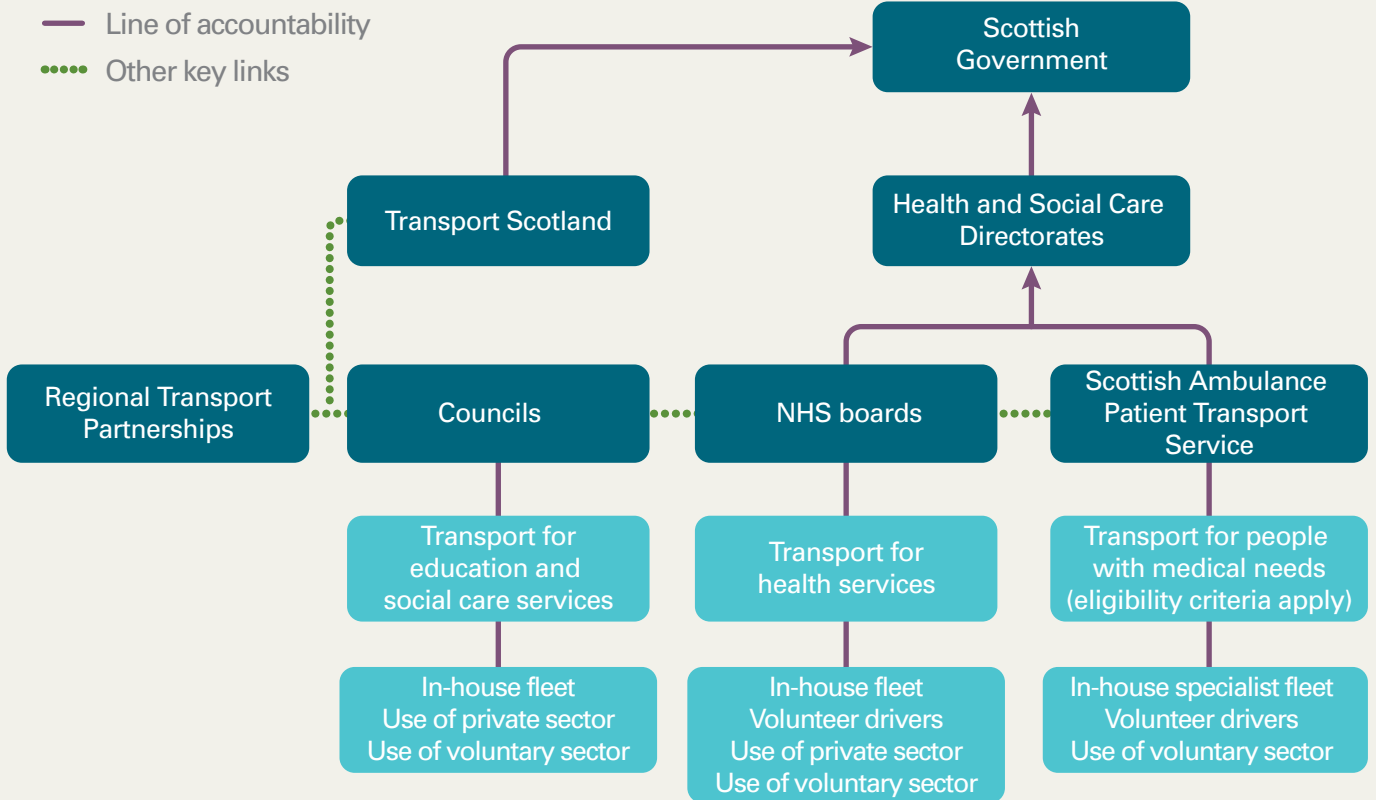 Line of accountability
Other key links
Scottish
Government
Transport Scotland
Health and Social Care
Directorates
Regional Transport
Partnerships
Councils
NHS boards
Scottish Ambulance
Patient Transport
Service
Transport for
education and
social care services
Transport for
health services
Transport for people
with medical needs
(eligibility criteria apply)
In-house fleet
Use of private sector
Use of voluntary sector
In-house fleet
Volunteer drivers
Use of private sector
Use of voluntary sector
In-house specialist fleet
Volunteer drivers
Use of voluntary sector